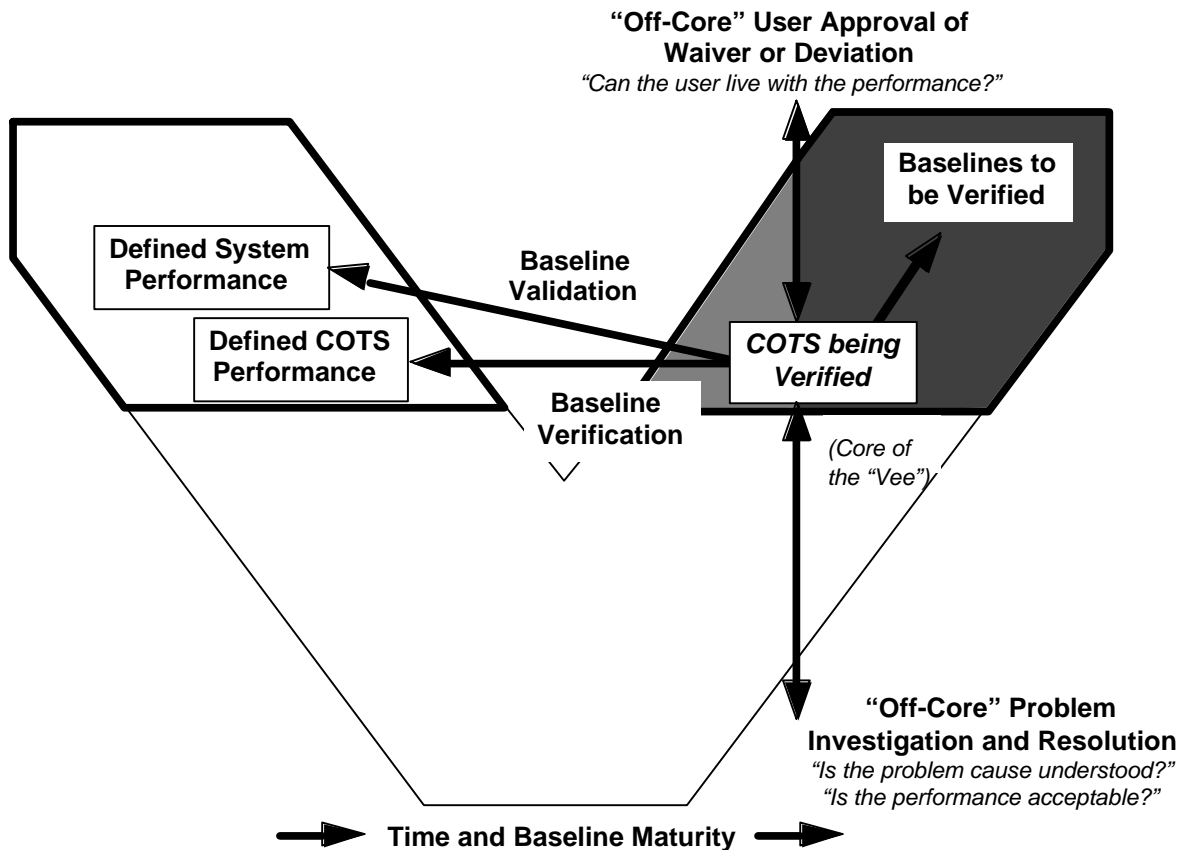 “Off-Core” User Approval of
Waiver or Deviation
“Can the user live with the performance?”
Baselines to
be Verified
Defined System
Performance
Baseline
Validation
Defined COTS
Performance
COTS being
Verified
Baseline
Verification
(Core of
the “Vee”)
“Off-Core” Problem
Investigation and Resolution
“Is the problem cause understood?”
“Is the performance acceptable?”
Time and Baseline Maturity